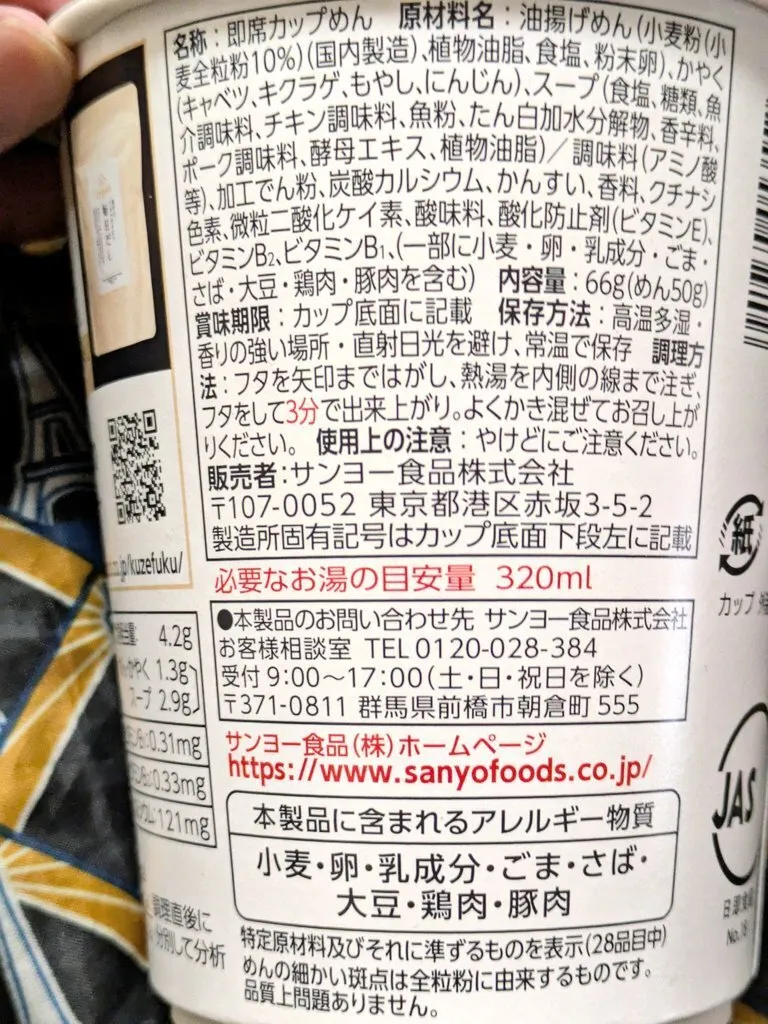 名称：即席カップめん　原材料名：油揚げめん(小麦粉(小
麦全粒粉10%)(国内製造)、植物油脂、食塩、粉末卵)、かやく
(キャベツ、キクラゲ、もやし、にんじん)、スープ(食塩、糖類、魚
介調味料、チキン調味料、魚粉、たん白加水分解物、香辛料、
ポーク調味料、酵母エキス、植物油脂)／調味料(アミノ酸
等)、加工でん粉、炭酸カルシウム、かんすい、香料、クチナシ
色素、微粒二酸化ケイ素、酸味料、酸化防止剤(ビタミンE)、
ビタミンB₂、ビタミンB₁、(一部に小麦・卵・乳成分・ごま・
さば・大豆・鶏肉・豚肉を含む)　内容量：66g(めん50g)
賞味期限：カップ底面に記載　保存方法：高温多湿・
香りの強い場所・直射日光を避け、常温で保存　調理方
法：フタを矢印まではがし、熱湯を内側の線まで注ぎ、
フタをして3分で出来上がり。よくかき混ぜてお召し上が
りください。　使用上の注意：やけどにご注意ください。
販売者：サンヨー食品株式会社
〒107-0052 東京都港区赤坂3-5-2
製造所固有記号はカップ底面下段左に記載
必要なお湯の目安量 320ml
●本製品のお問い合わせ先 サンヨー食品株式会社
お客様相談室 TEL 0120-028-384
受付 9:00～17:00(土・日・祝日を除く)
〒371-0811 群馬県前橋市朝倉町 555
サンヨー食品(株)ホームページ
https://www.sanyofoods.co.jp/
本製品に含まれるアレルギー物質
小麦・卵・乳成分・ごま・さば・
大豆・鶏肉・豚肉
特定原材料及びそれに準ずるものを表示(28品目中)
めんの細かい斑点は全粒粉に由来するものです。
品質上問題ありません。
.jp/kuzefuku/
4.2g
かやく 1.3g
スープ 2.9g
0.31mg
0.33mg
121mg
調理直後に
分別して分析
紙
カップ
JAS